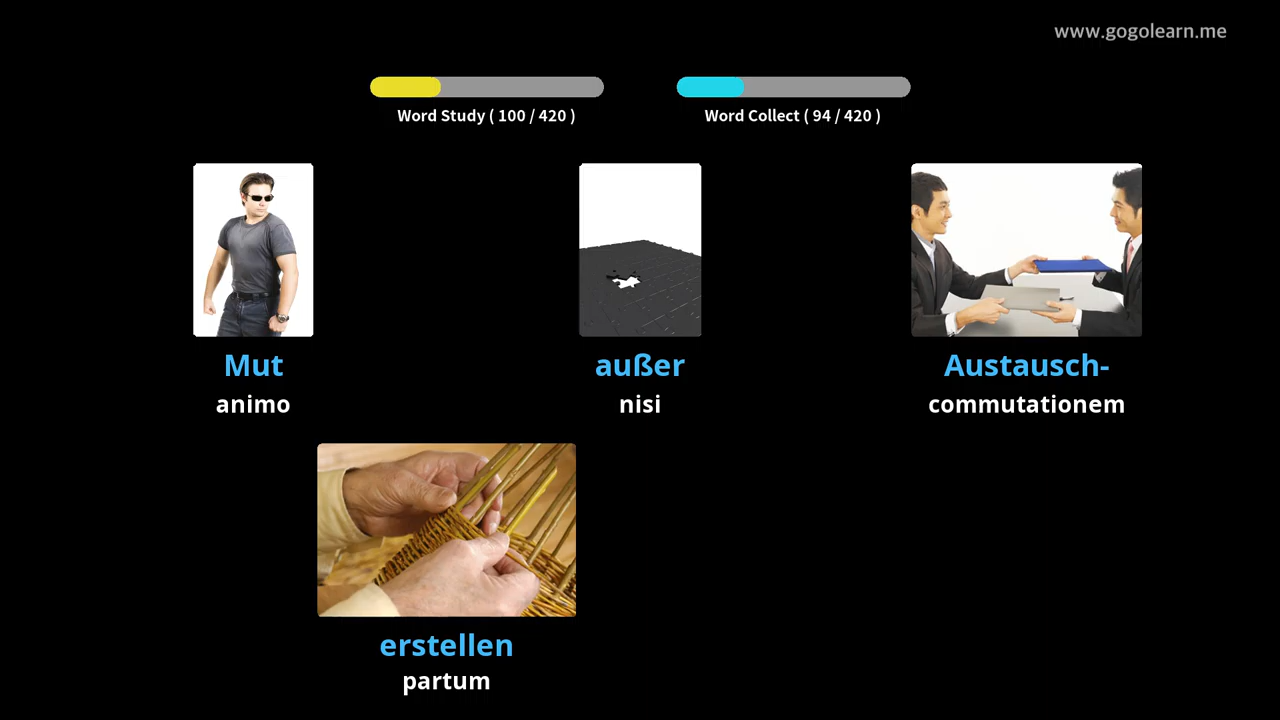 www.gogolearn.me
Word Study ( 100 / 420 )
Word Collect ( 94 / 420 )
Mut
animo
außer
nisi
Austausch-
commutationem
erstellen
partum